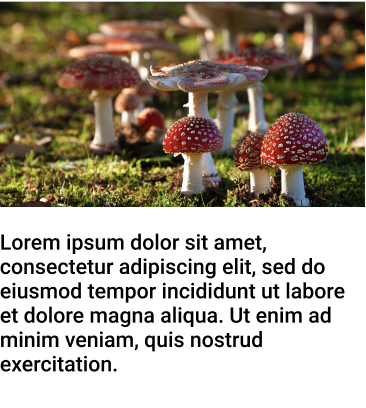 Lorem ipsum dolor sit amet,
consectetur adipiscing elit, sed do
eiusmod tempor incididunt ut labore
et dolore magna aliqua. Ut enim ad
minim veniam, quis nostrud
exercitation.